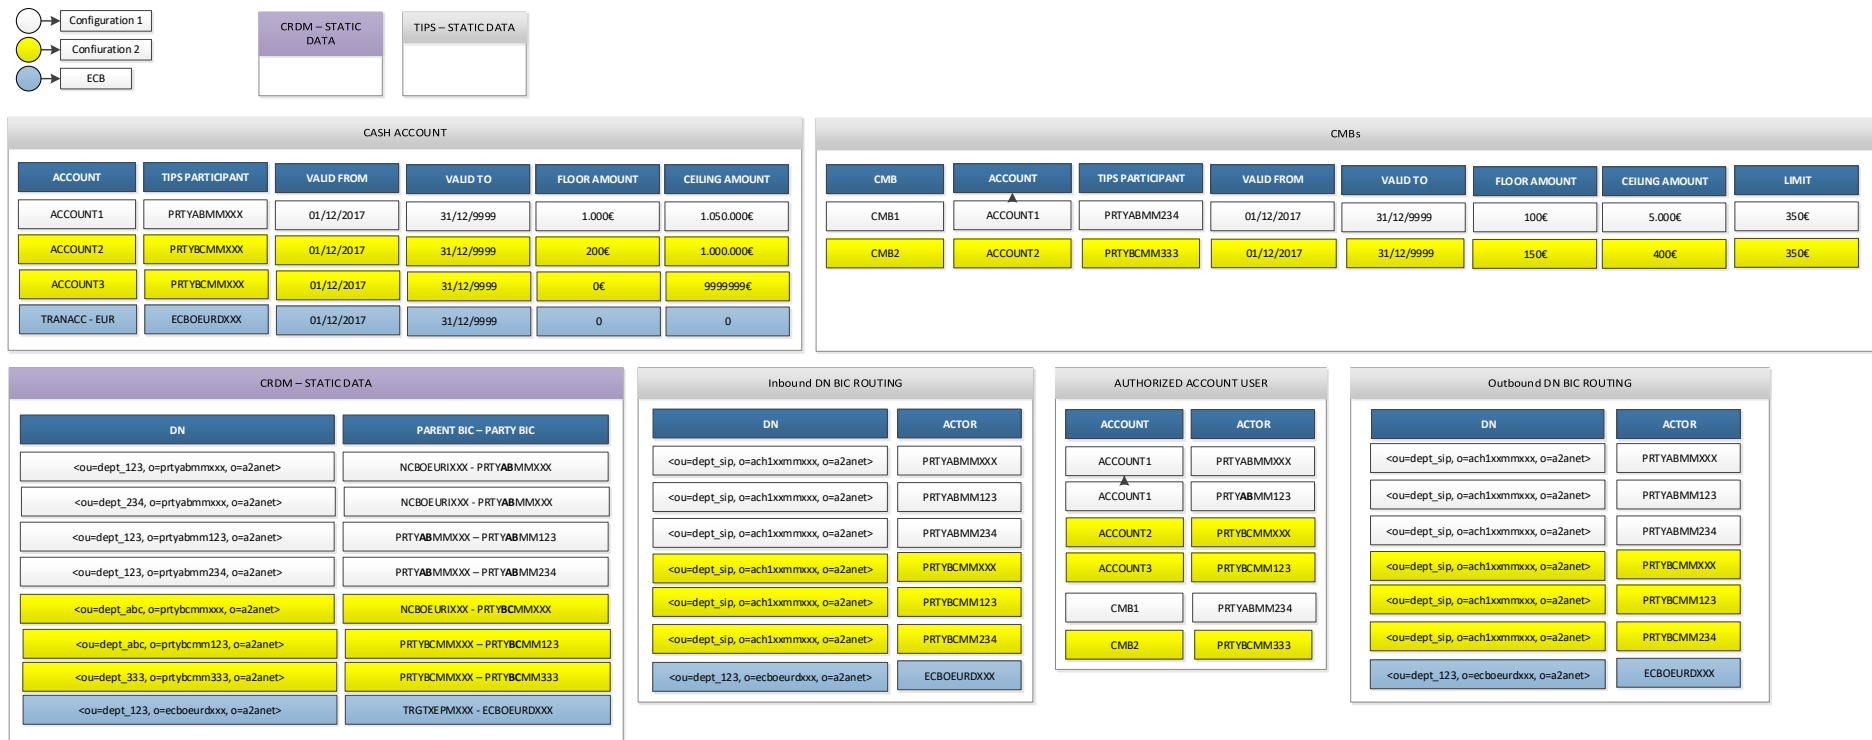 Configuration 1
Confiuration 2
ECB
CRDM – STATIC
DATA
TIPS – STATIC DATA
CASH ACCOUNT
ACCOUNT TIPS PARTICIPANT VALID FROM VALID TO FLOOR AMOUNT CEILING AMOUNT
ACCOUNT1 PRTYABMMXXX 01/12/2017 31/12/9999 1.000€ 1.050.000€
ACCOUNT2 PRTYBCMMXXX 01/12/2017 31/12/9999 200€ 1.000.000€
ACCOUNT3 PRTYBCMMXXX 01/12/2017 31/12/9999 0€ 9999999€
TRANACC - EUR ECBOEURDXXX 01/12/2017 31/12/9999 0 0
CMBs
CMB ACCOUNT TIPS PARTICIPANT VALID FROM VALID TO FLOOR AMOUNT CEILING AMOUNT LIMIT
CMB1 ACCOUNT1 PRTYABMM234 01/12/2017 31/12/9999 100€ 5.000€ 350€
CMB2 ACCOUNT2 PRTYBCMM333 01/12/2017 31/12/9999 150€ 400€ 350€
CRDM – STATIC DATA
DN PARENT BIC – PARTY BIC
<ou=dept_123, o=prtyabmmxxx, o=a2anet> NCBOEURIXXX - PRTYABMMXXX
<ou=dept_234, o=prtyabmmxxx, o=a2anet> NCBOEURIXXX - PRTYABMMXXX
<ou=dept_123, o=prtyabmm123, o=a2anet> PRTYABMMXXX – PRTYABMM123
<ou=dept_123, o=prtyabmm234, o=a2anet> PRTYABMMXXX – PRTYABMM234
<ou=dept_abc, o=prtybcmmxxx, o=a2anet> NCBOEURIXXX - PRTYBCMMXXX
<ou=dept_abc, o=prtybcmm123, o=a2anet> PRTYBCMMXXX – PRTYBCMM123
<ou=dept_333, o=prtybcmm333, o=a2anet> PRTYBCMMXXX – PRTYBCMM333
<ou=dept_123, o=ecboeurdxxx, o=a2anet> TRGTXEPMXXX - ECBOEURDXXX
Inbound DN BIC ROUTING
DN ACTOR
<ou=dept_sip, o=ach1xxmmxxx, o=a2anet> PRTYABMMXXX
<ou=dept_sip, o=ach1xxmmxxx, o=a2anet> PRTYABMM123
<ou=dept_sip, o=ach1xxmmxxx, o=a2anet> PRTYABMM234
<ou=dept_sip, o=ach1xxmmxxx, o=a2anet> PRTYBCMMXXX
<ou=dept_sip, o=ach1xxmmxxx, o=a2anet> PRTYBCMM123
<ou=dept_sip, o=ach1xxmmxxx, o=a2anet> PRTYBCMM234
<ou=dept_123, o=ecboeurdxxx, o=a2anet> ECBOEURDXXX
AUTHORIZED ACCOUNT USER
ACCOUNT ACTOR
ACCOUNT1 PRTYABMMXXX
ACCOUNT1 PRTYABMM123
ACCOUNT2 PRTYBCMMXXX
ACCOUNT3 PRTYBCMM123
CMB1 PRTYABMM234
CMB2 PRTYBCMM333
Outbound DN BIC ROUTING
DN ACTOR
<ou=dept_sip, o=ach1xxmmxxx, o=a2anet> PRTYABMMXXX
<ou=dept_sip, o=ach1xxmmxxx, o=a2anet> PRTYABMM123
<ou=dept_sip, o=ach1xxmmxxx, o=a2anet> PRTYABMM234
<ou=dept_sip, o=ach1xxmmxxx, o=a2anet> PRTYBCMMXXX
<ou=dept_sip, o=ach1xxmmxxx, o=a2anet> PRTYBCMM123
<ou=dept_sip, o=ach1xxmmxxx, o=a2anet> PRTYBCMM234
<ou=dept_123, o=ecboeurdxxx, o=a2anet> ECBOEURDXXX